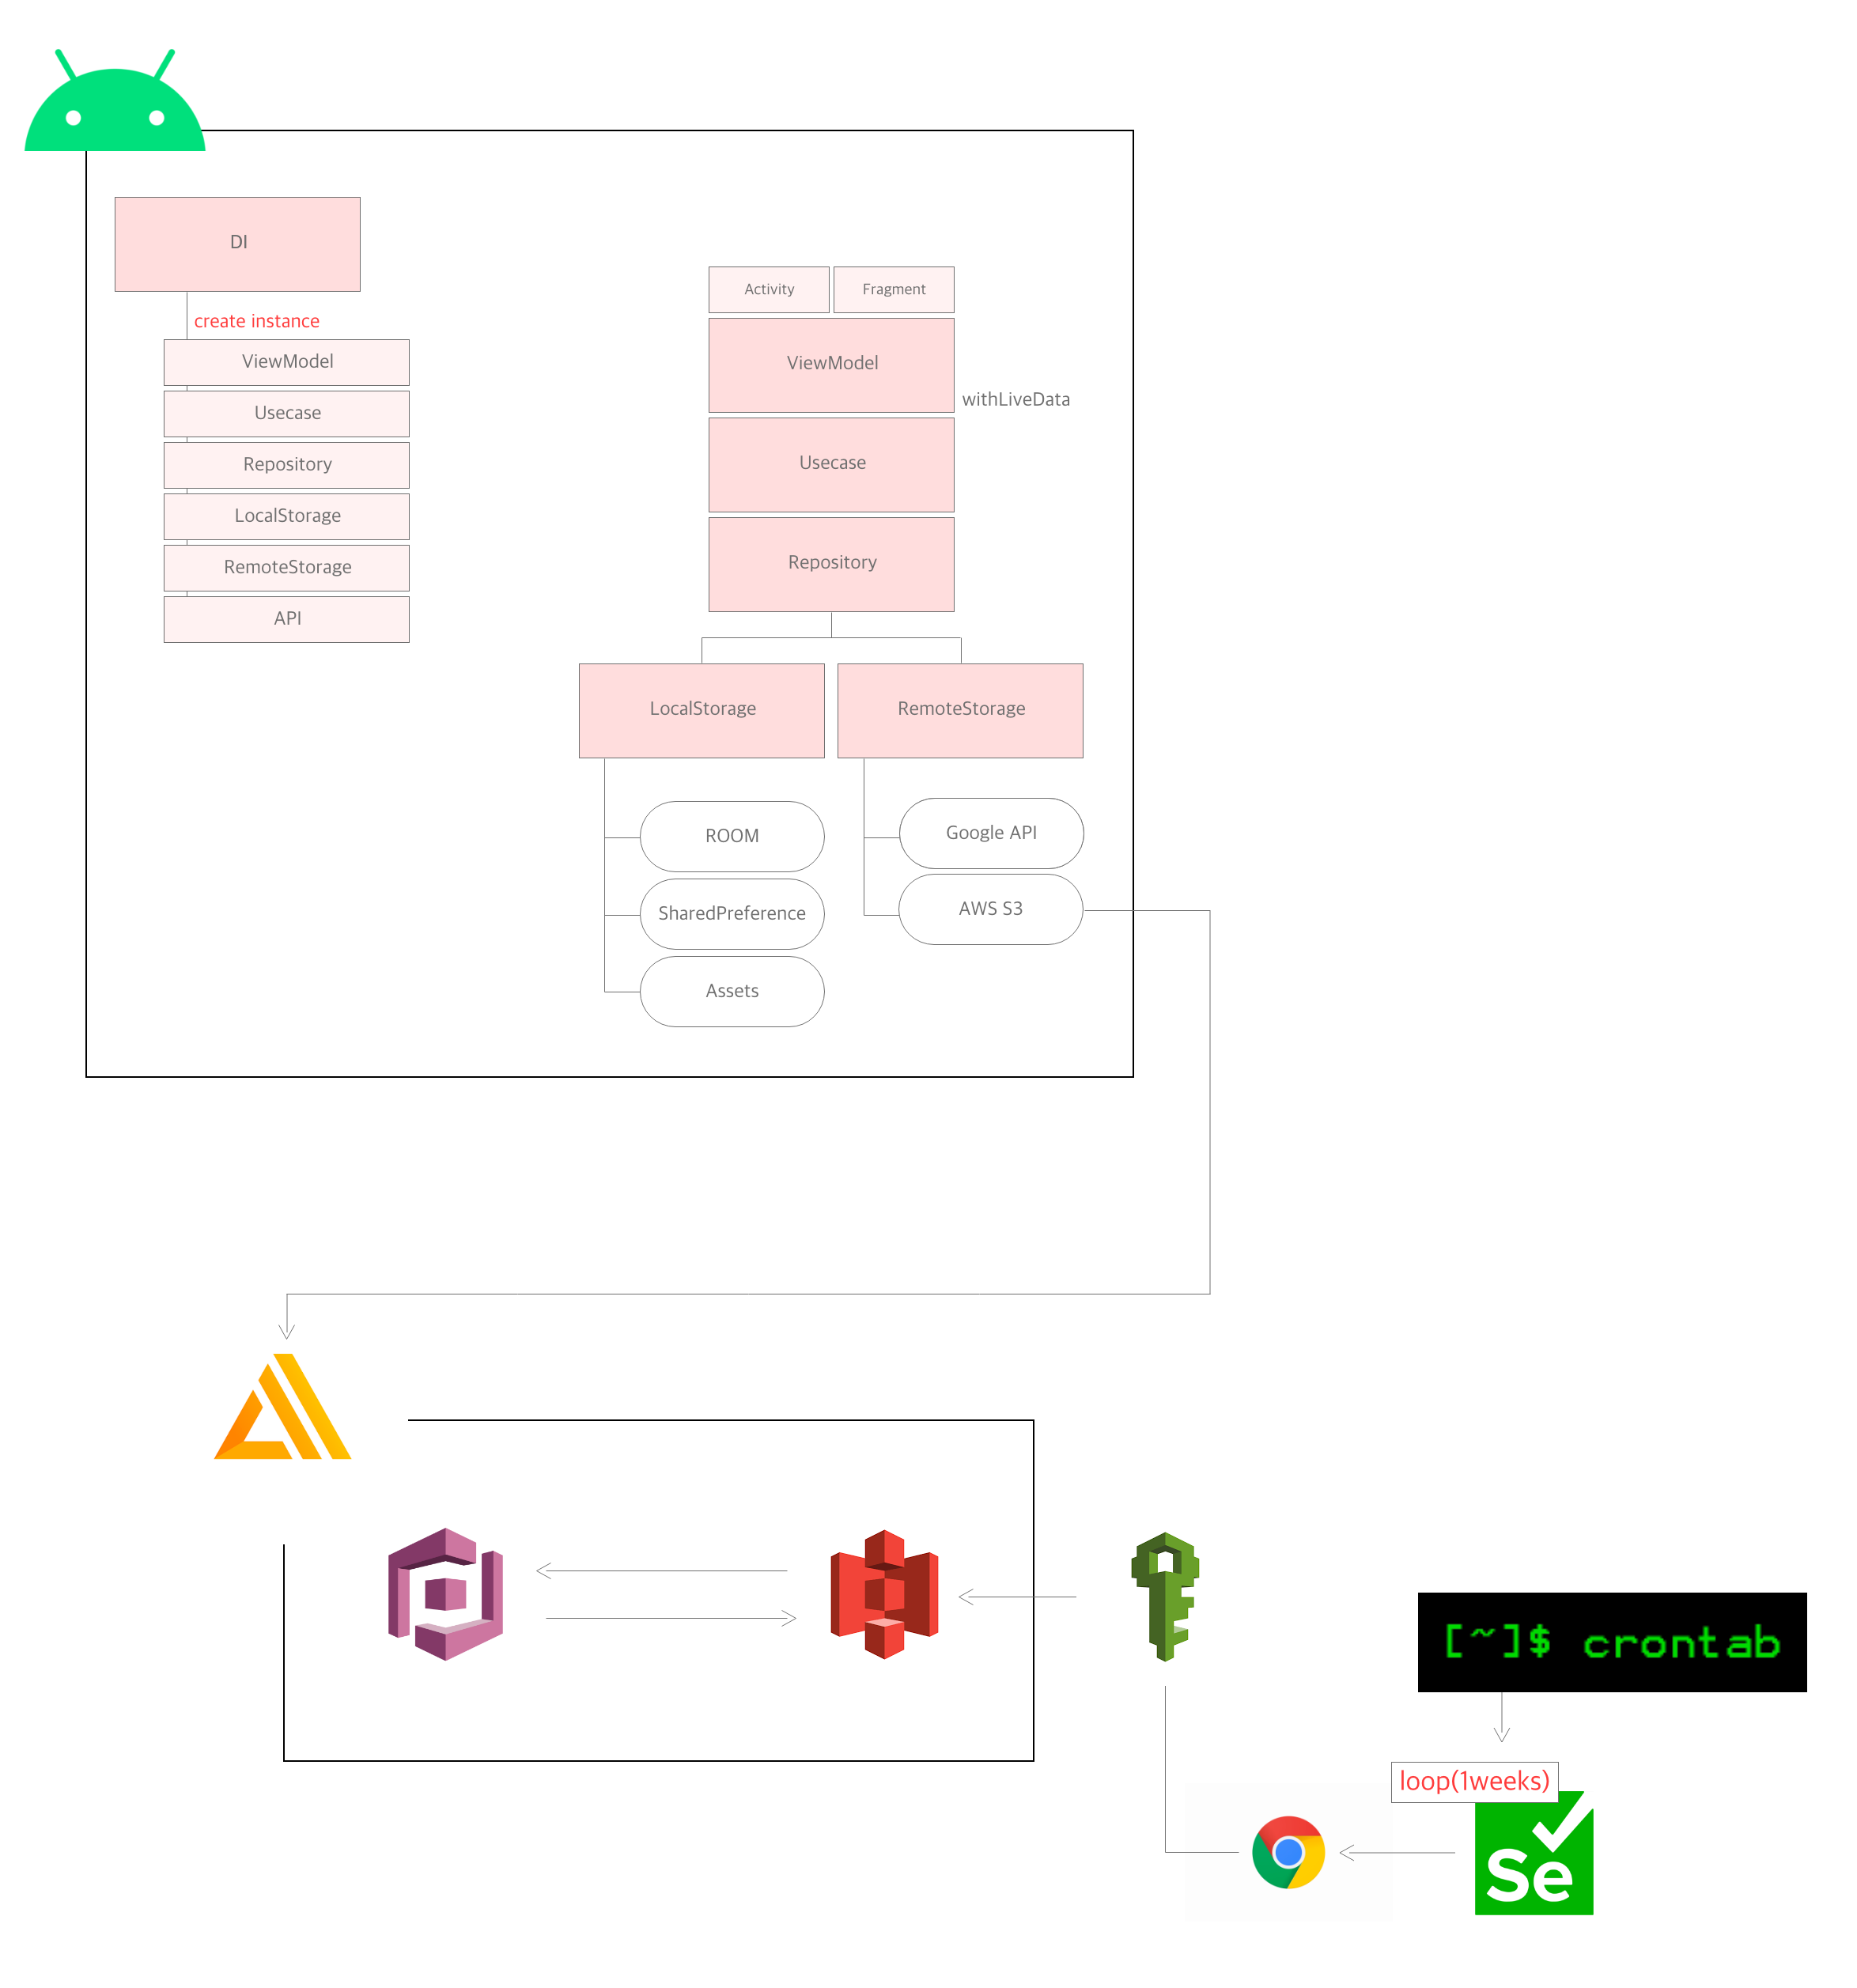 DI
create instance
ViewModel
Usecase
Repository
LocalStorage
RemoteStorage
API
Activity
Fragment
ViewModel
withLiveData
Usecase
Repository
LocalStorage
RemoteStorage
ROOM
SharedPreference
Assets
Google API
AWS S3
[~]$ crontab
loop(1weeks)
Se